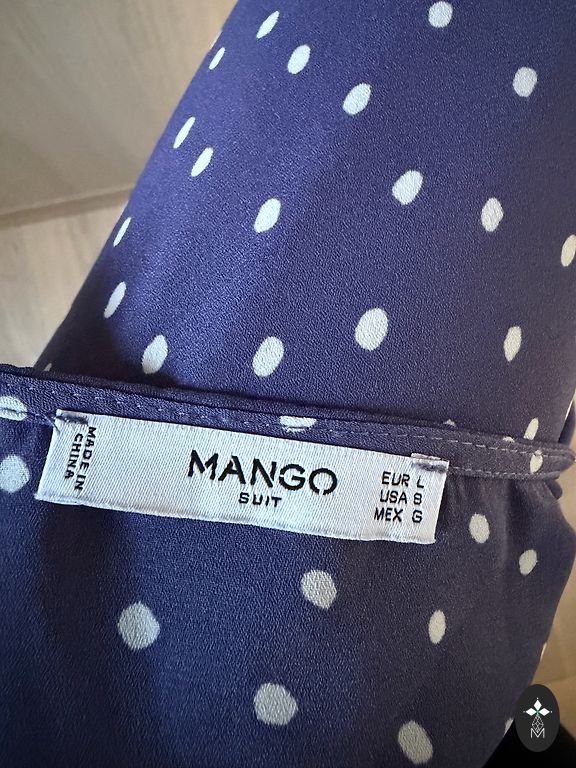 MADE IN
CHINA
MANGO
SUIT
EUR L
USA 8
MEX G
M